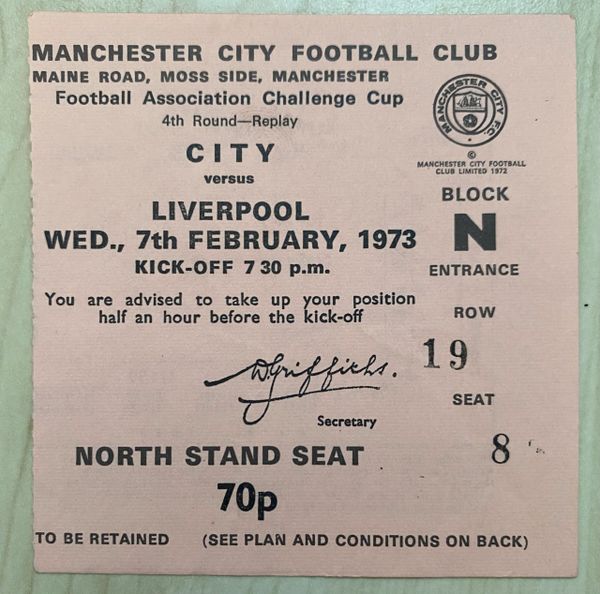 MANCHESTER CITY FOOTBALL CLUB
MAINE ROAD, MOSS SIDE, MANCHESTER
Football Association Challenge Cup
4th Round—Replay
CITY
versus
LIVERPOOL
WED., 7th FEBRUARY, 1973
KICK-OFF 7 30 p.m.
You are advised to take up your position
half an hour before the kick-off
W. Griffiths.
Secretary
NORTH STAND SEAT
70p
TO BE RETAINED (SEE PLAN AND CONDITIONS ON BACK)
MANCHESTER CITY F.C.
©
MANCHESTER CITY FOOTBALL
CLUB LIMITED 1972
BLOCK
N
ENTRANCE
ROW
19
SEAT
8